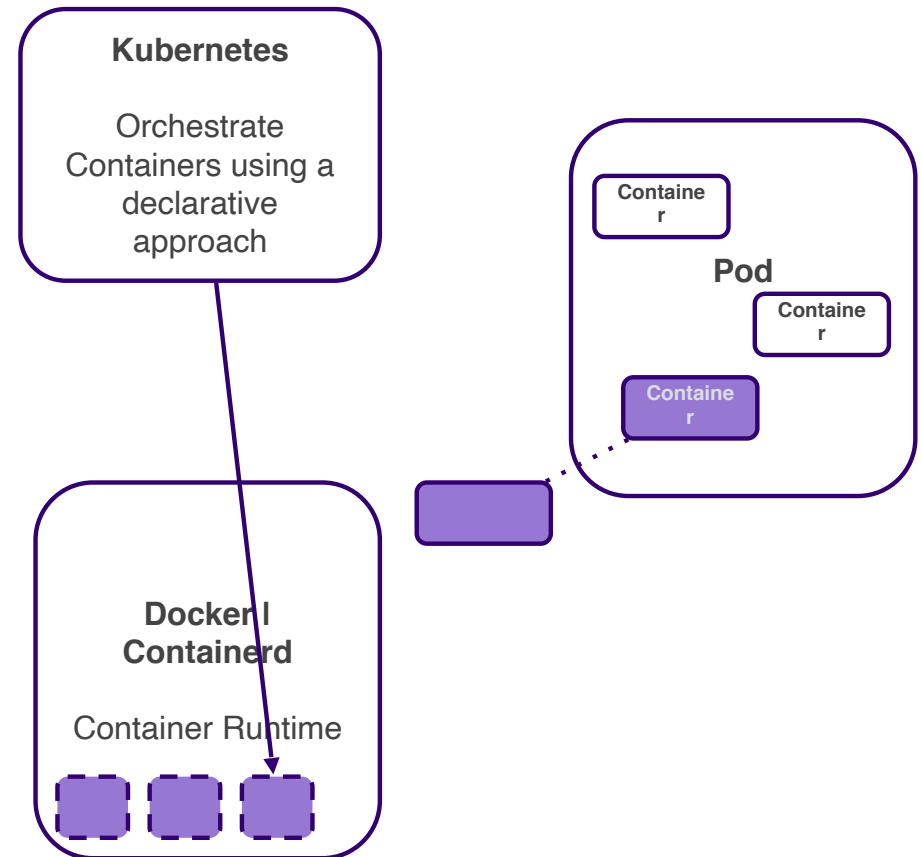 Kubernetes
Orchestrate
Containers using a
declarative
approach
Containe
r
Pod
Containe
r
Containe
r
Docker |
Containerd
Container Runtime